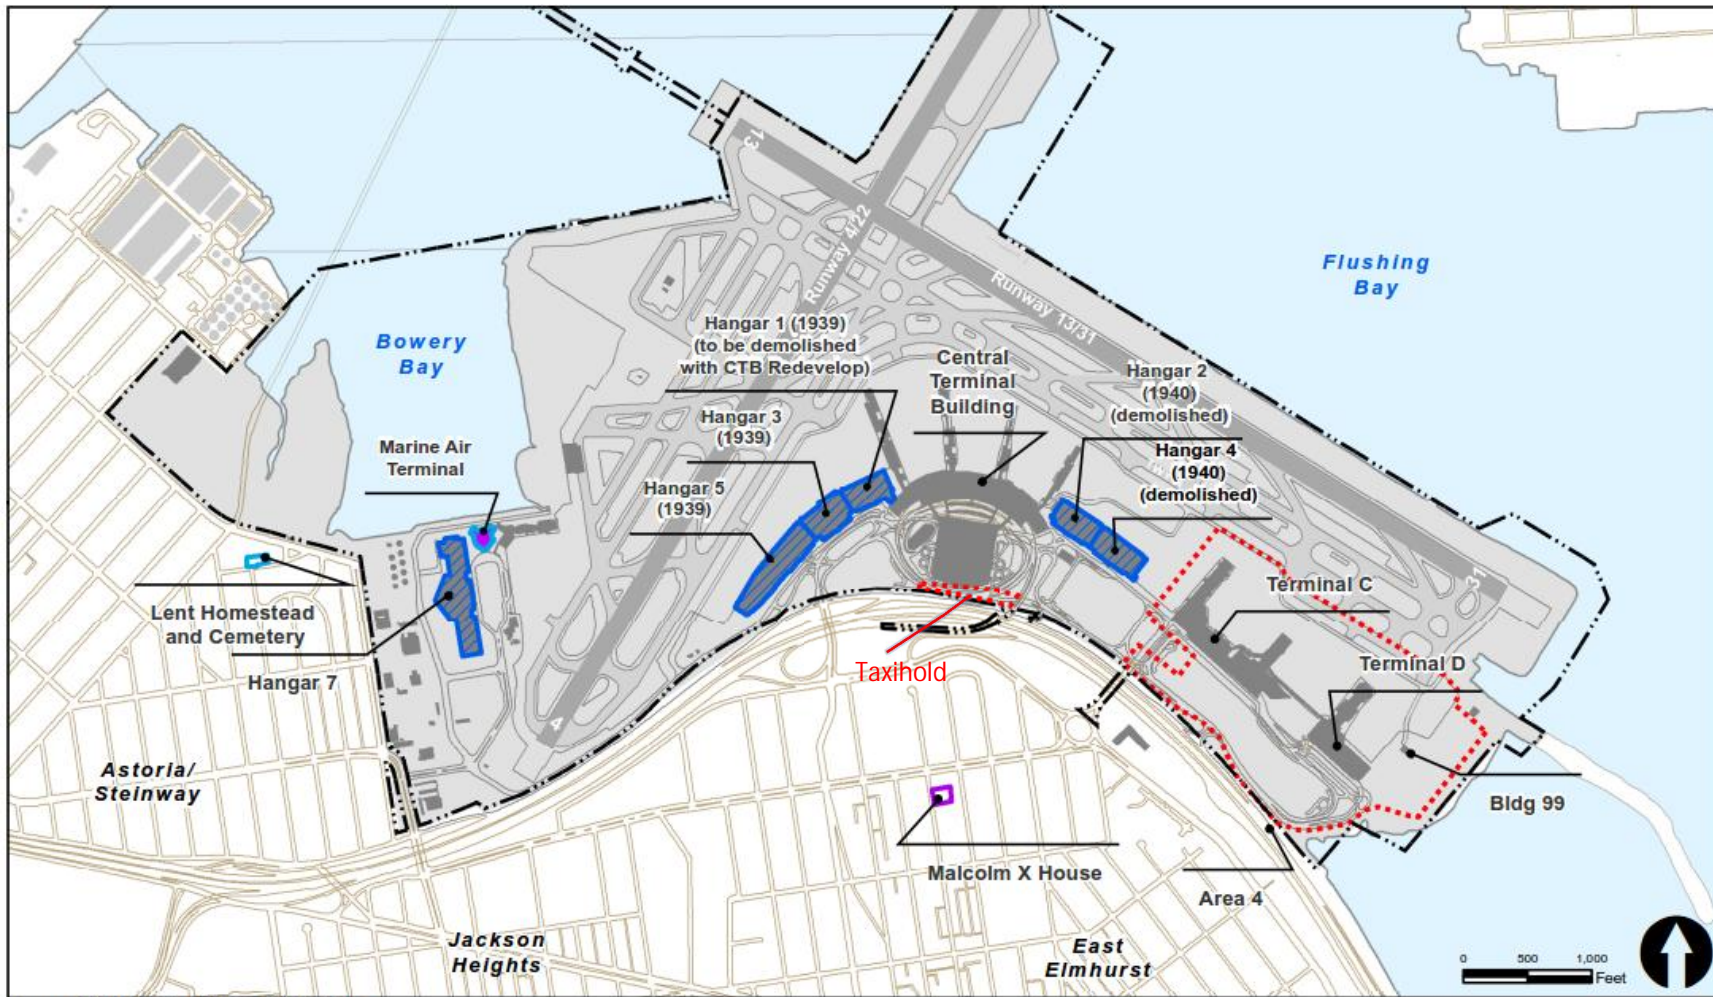 13
Runway 4/22
Runway 13/31
Flushing
Bay
Bowery
Bay
Hangar 1 (1939)
(to be demolished
with CTB Redevelop)
Central
Terminal
Building
Hangar 2
(1940)
(demolished)
Hangar 3
(1939)
Marine Air
Terminal
Hangar 4
(1940)
(demolished)
Hangar 5
(1939)
31
Terminal C
Lent Homestead
and Cemetery
Terminal D
Taxihold
Hangar 7
4
Astoria/
Steinway
Bldg 99
Malcolm X House
Area 4
Jackson
Heights
East
Elmhurst
0 500 1,000
Feet